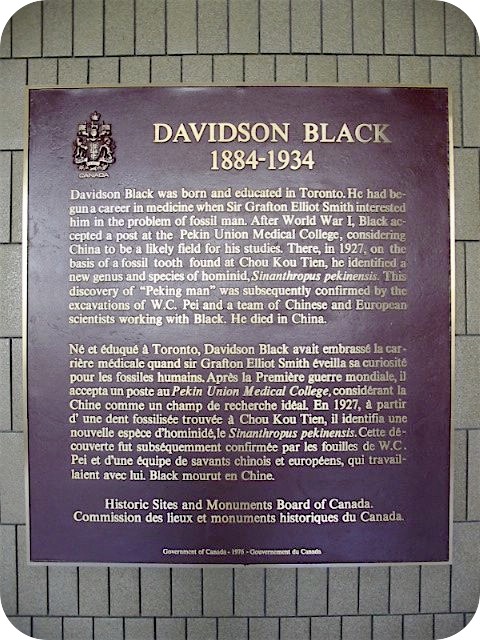 CANADA
DAVIDSON BLACK
1884-1934
Davidson Black was born and educated in Toronto. He had be-
gun a career in medicine when Sir Grafton Elliot Smith interested
him in the problem of fossil man. After World War I, Black ac-
cepted a post at the Pekin Union Medical College, considering
China to be a likely field for his studies. There, in 1927, on the
basis of a fossil tooth found at Chou Kou Tien, he identified a
new genus and species of hominid, Sinanthropus pekinensis. This
discovery of "Peking man" was subsequently confirmed by the
excavations of W.C. Pei and a team of Chinese and European
scientists working with Black. He died in China.
Né et éduqué à Toronto, Davidson Black avait embrassé la car-
rière médicale quand sir Grafton Elliot Smith éveilla sa curiosité
pour les fossiles humains. Après la Première guerre mondiale, il
accepta un poste au Pekin Union Medical College, considérant la
Chine comme un champ de recherche idéal. En 1927, à partir
d' une dent fossilisée trouvée à Chou Kou Tien, il identifia une
nouvelle espèce d'hominidé, le Sinanthropus pekinensis. Cette dé-
couverte fut subséquemment confirmée par les fouilles de W.C.
Pei et d'une équipe de savants chinois et européens, qui travail-
laient avec lui. Black mourut en Chine.
Historic Sites and Monuments Board of Canada.
Commission des lieux et monuments historiques du Canada.
Government of Canada - 1976 - Gouvernement du Canada